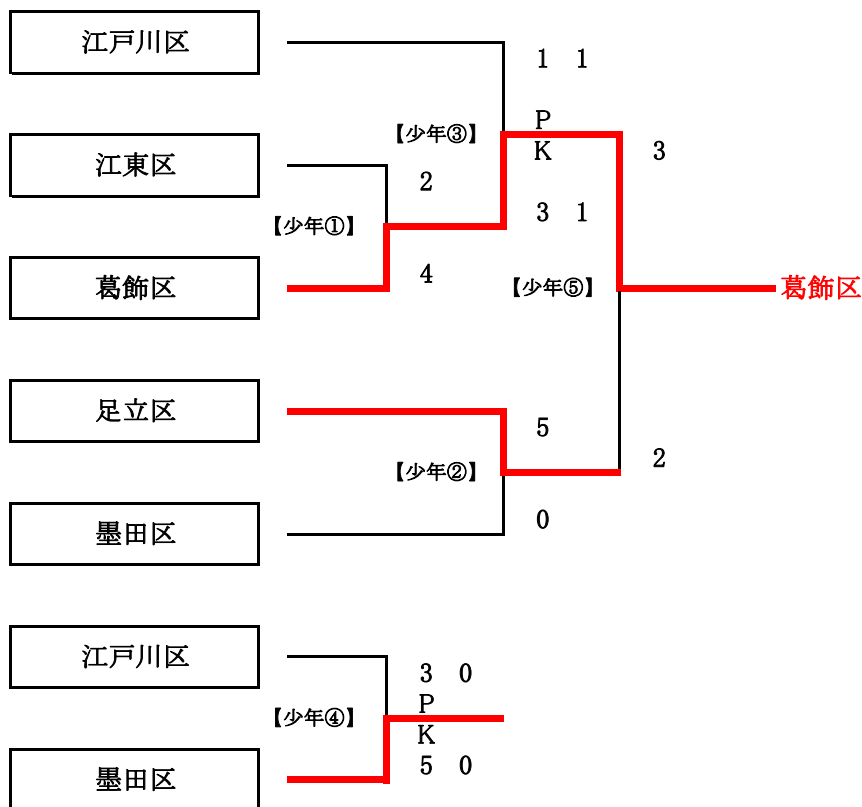 江戸川区
1 1
P
【少年③】
K
3
江東区
2
3 1
【少年①】
4
葛飾区
【少年⑤】
葛飾区
足立区
5
【少年②】
2
0
墨田区
江戸川区
3 0
P
【少年④】
K
5 0
墨田区